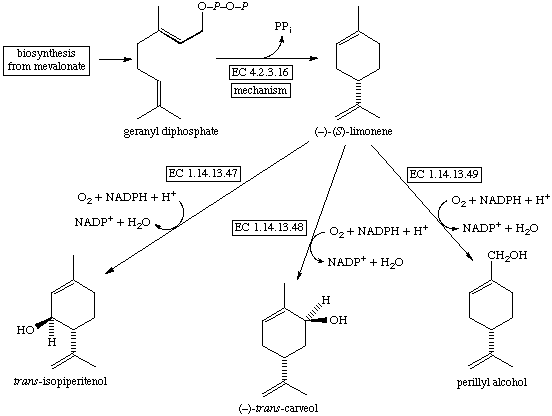 O–P–O–P
PPi
biosynthesis
from mevalonate
EC 4.2.3.16
mechanism
geranyl diphosphate
(–)-(S)-limonene
EC 1.14.13.47
EC 1.14.13.49
O2 + NADPH + H+
NADP+ + H2O
EC 1.14.13.48
O2 + NADPH + H+
NADP+ + H2O
O2 + NADPH + H+
NADP+ + H2O
CH2OH
HO
H
H
OH
trans-isopiperitenol
(–)-trans-carveol
perillyl alcohol